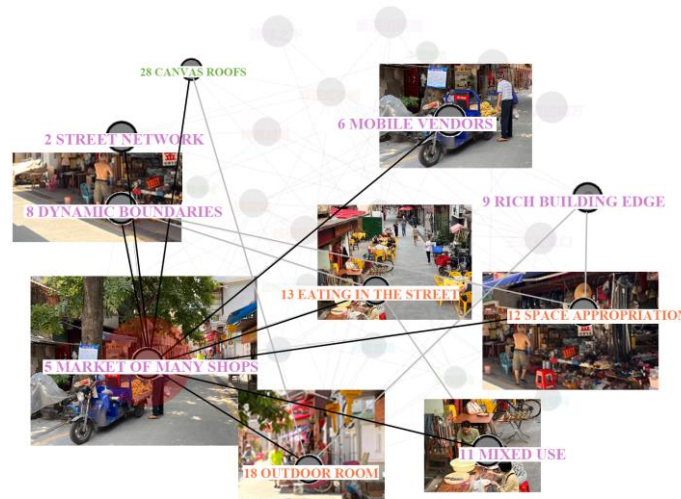 28 CANVAS ROOFS
2 STREET NETWORK
6 MOBILE VENDORS
8 DYNAMIC BOUNDARIES
9 RICH BUILDING EDGE
13 EATING IN THE STREET
12 SPACE APPROPRIATION
5 MARKET OF MANY SHOPS
18 OUTDOOR ROOM
11 MIXED USE